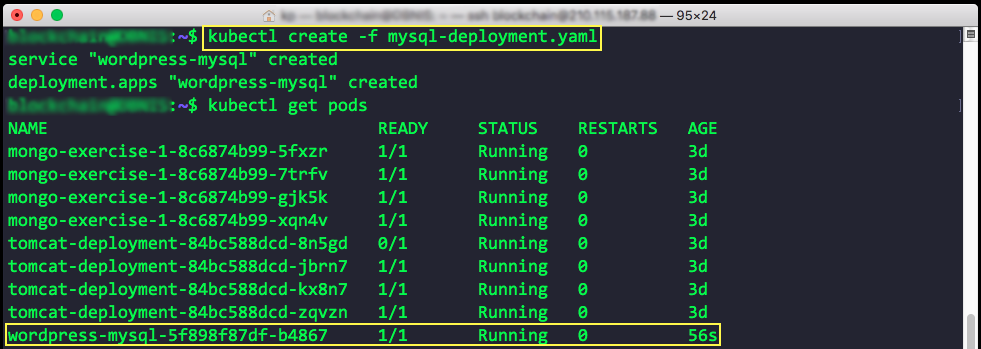 95×24
$ kubectl create -f mysql-deployment.yaml
service "wordpress-mysql" created
deployment.apps "wordpress-mysql" created
:~$ kubectl get pods
NAME READY STATUS RESTARTS AGE
mongo-exercise-1-8c6874b99-5fxzr 1/1 Running 0 3d
mongo-exercise-1-8c6874b99-7trfv 1/1 Running 0 3d
mongo-exercise-1-8c6874b99-gjk5k 1/1 Running 0 3d
mongo-exercise-1-8c6874b99-xqn4v 1/1 Running 0 3d
tomcat-deployment-84bc588dcd-8n5gd 0/1 Running 0 3d
tomcat-deployment-84bc588dcd-jbrn7 1/1 Running 0 3d
tomcat-deployment-84bc588dcd-kx8n7 1/1 Running 0 3d
tomcat-deployment-84bc588dcd-zqvzn 1/1 Running 0 3d
wordpress-mysql-5f898f87df-b4867 1/1 Running 0 56s